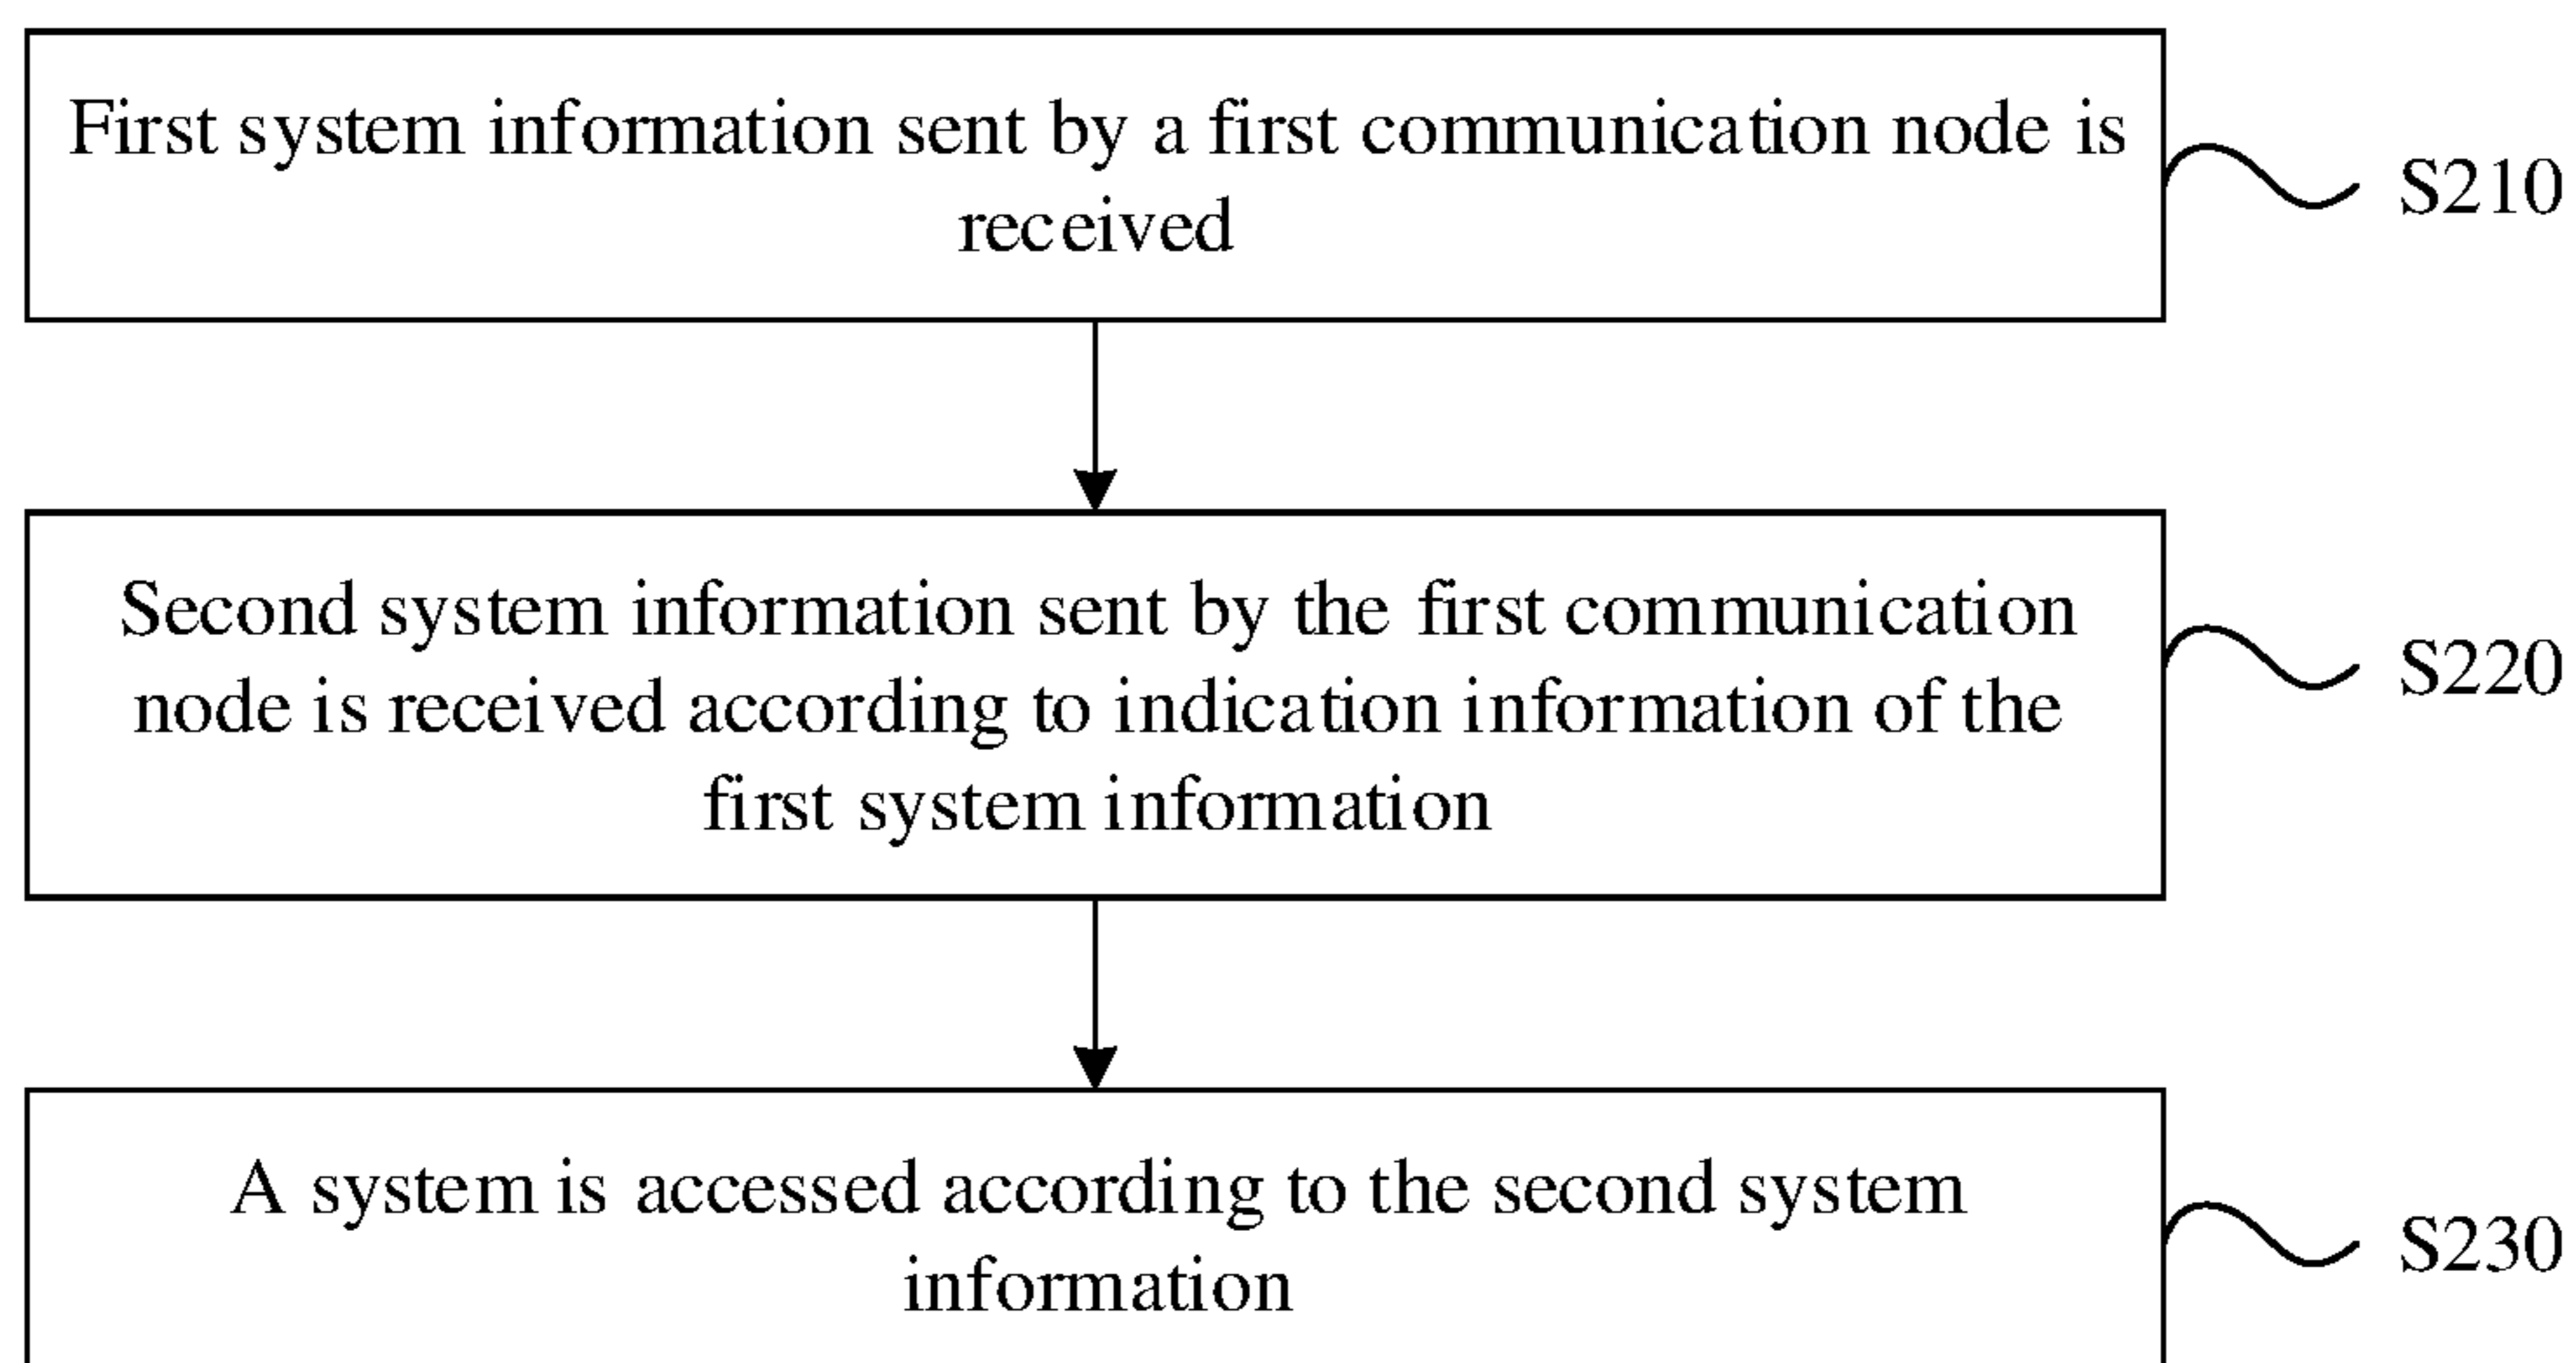 First system information sent by a first communication node is
received
S210
Second system information sent by the first communication
node is received according to indication information of the
first system information
S220
A system is accessed according to the second system
information
S230